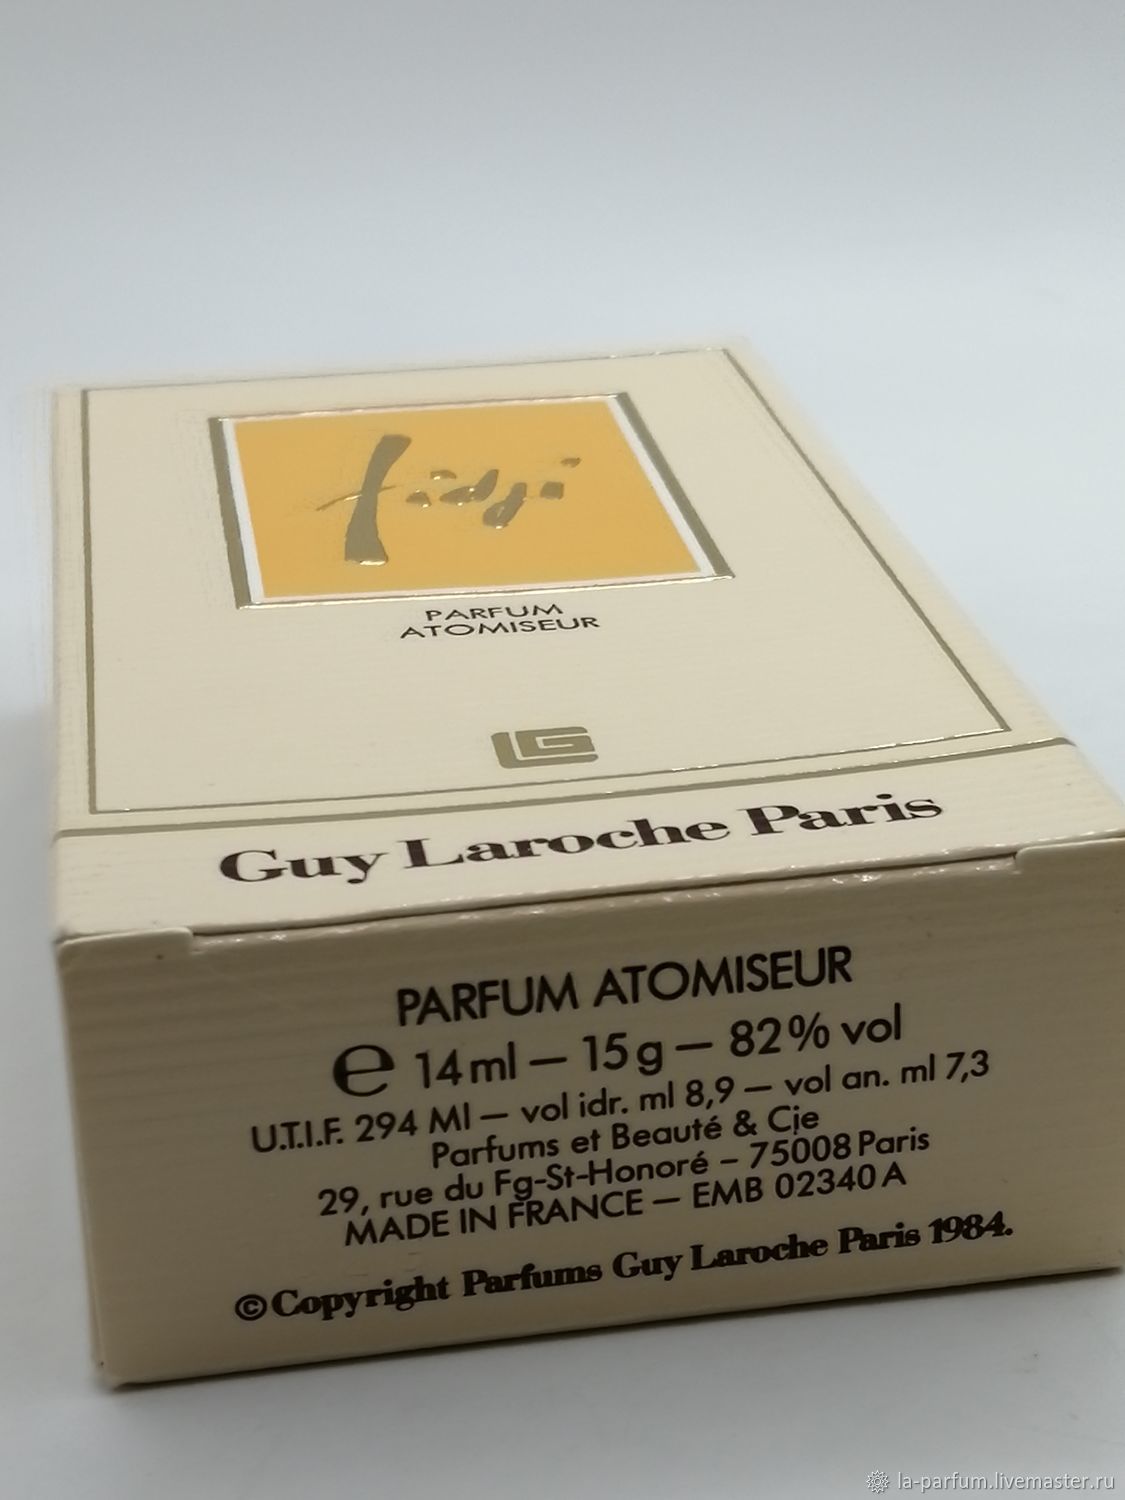 fidji
PARFUM
ATOMISEUR
LG
Guy Laroche Paris
PARFUM ATOMISEUR
℮ 14 ml – 15 g – 82% vol
U.T.I.F. 294 MI – vol idr. ml 8,9 – vol an. ml 7,3
Parfums et Beauté & Cie
29, rue du Fg-St-Honoré – 75008 Paris
MADE IN FRANCE – EMB 02340 A
©Copyright Parfums Guy Laroche Paris 1984.
la-parfum.livemaster.ru